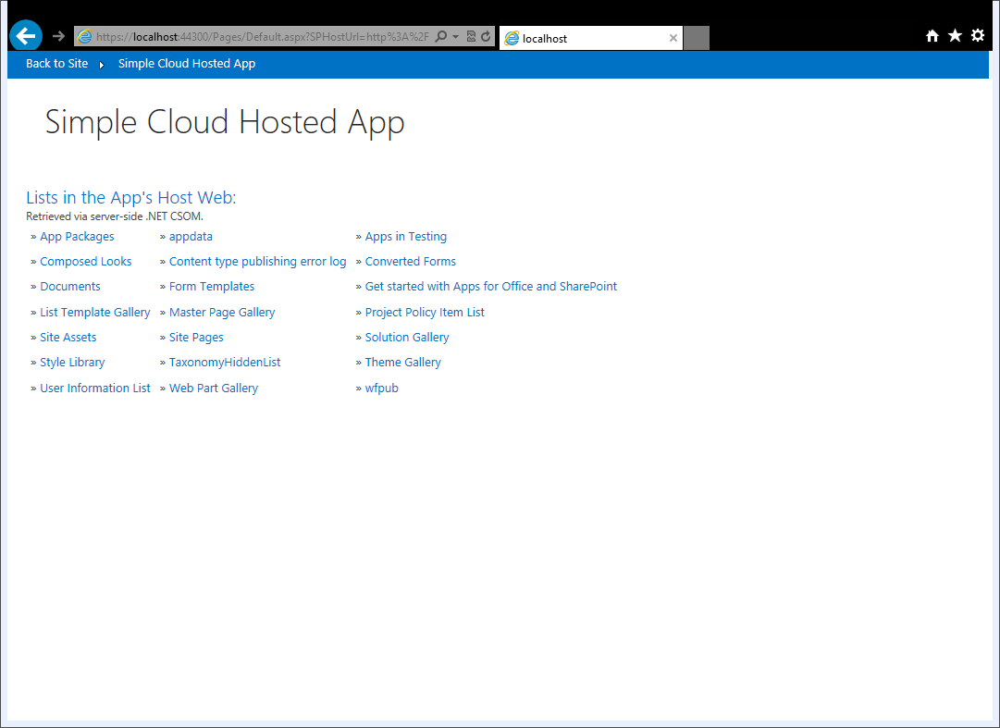 https://localhost:44300/Pages/Default.aspx?SPHostUrl=http%3A%2F
localhost
Back to Site Simple Cloud Hosted App
Simple Cloud Hosted App
Lists in the App's Host Web:
Retrieved via server-side .NET CSOM.
» App Packages » appdata » Apps in Testing
» Composed Looks » Content type publishing error log » Converted Forms
» Documents » Form Templates » Get started with Apps for Office and SharePoint
» List Template Gallery » Master Page Gallery » Project Policy Item List
» Site Assets » Site Pages » Solution Gallery
» Style Library » TaxonomyHiddenList » Theme Gallery
» User Information List » Web Part Gallery » wfpub